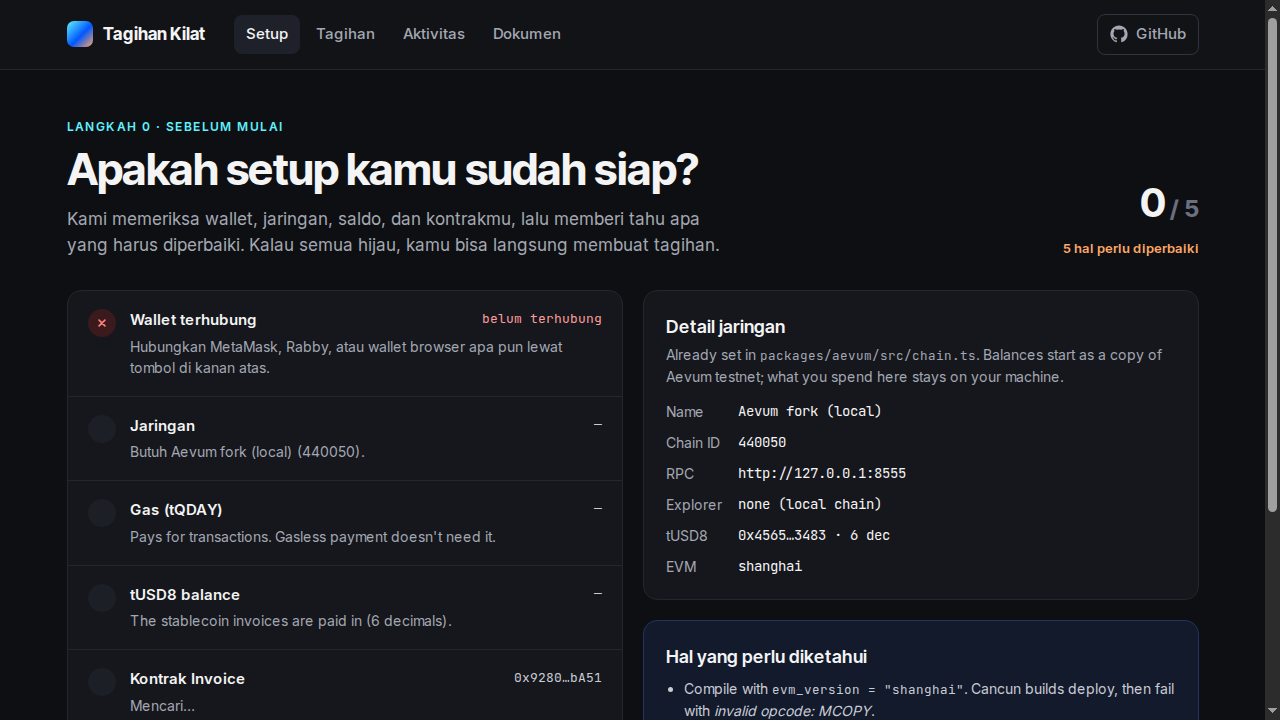 Tagihan Kilat
Setup
Tagihan
Aktivitas
Dokumen
GitHub
LANGKAH 0 · SEBELUM MULAI
Apakah setup kamu sudah siap?
Kami memeriksa wallet, jaringan, saldo, dan kontrakmu, lalu memberi tahu apa
yang harus diperbaiki. Kalau semua hijau, kamu bisa langsung membuat tagihan.
0 / 5
5 hal perlu diperbaiki
Wallet terhubung
belum terhubung
Hubungkan MetaMask, Rabby, atau wallet browser apa pun lewat
tombol di kanan atas.
Jaringan
—
Butuh Aevum fork (local) (440050).
Gas (tQDAY)
—
Pays for transactions. Gasless payment doesn't need it.
tUSD8 balance
—
The stablecoin invoices are paid in (6 decimals).
Kontrak Invoice
0x9280…bA51
Mencari...
Detail jaringan
Already set in packages/aevum/src/chain.ts. Balances start as a copy of
Aevum testnet; what you spend here stays on your machine.
Name Aevum fork (local)
Chain ID 440050
RPC http://127.0.0.1:8555
Explorer none (local chain)
tUSD8 0x4565…3483 · 6 dec
EVM shanghai
Hal yang perlu diketahui
• Compile with evm_version = "shanghai". Cancun builds deploy, then fail
with invalid opcode: MCOPY.